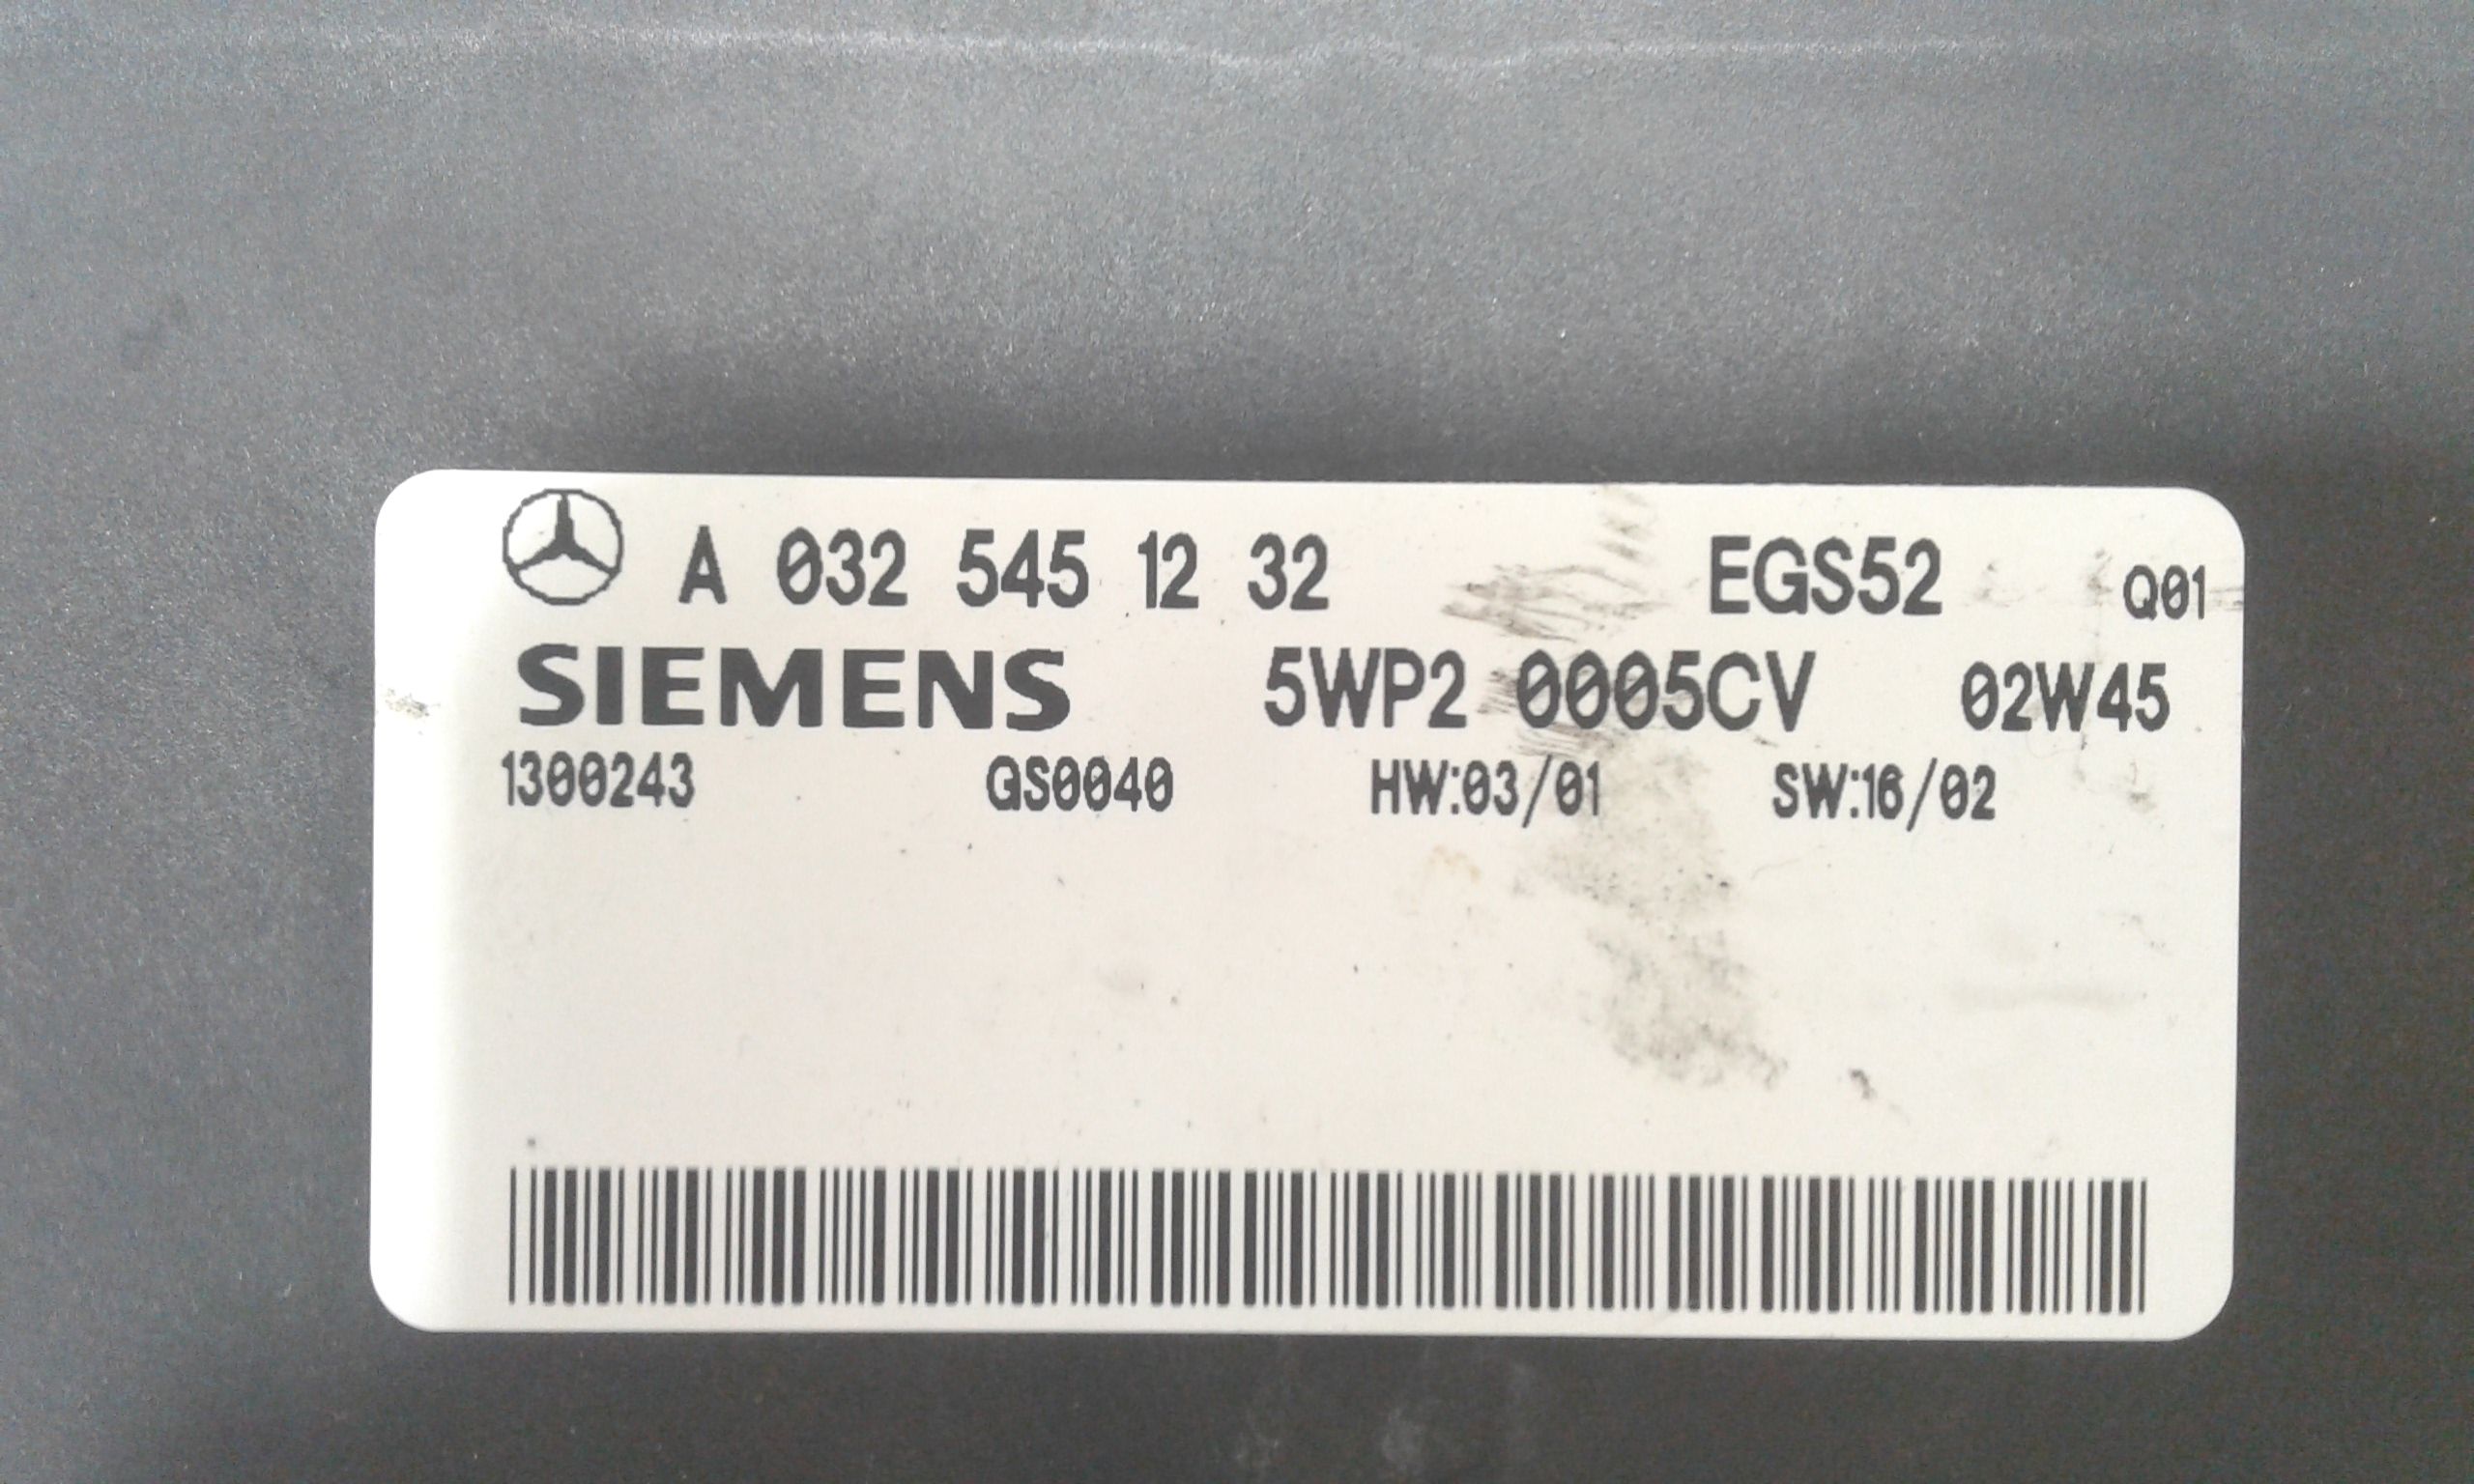 A 032 545 12 32 EGS52 Q01
SIEMENS 5WP2 0005CV 02W45
1300243 GS0040 HW:03/01 SW:16/02